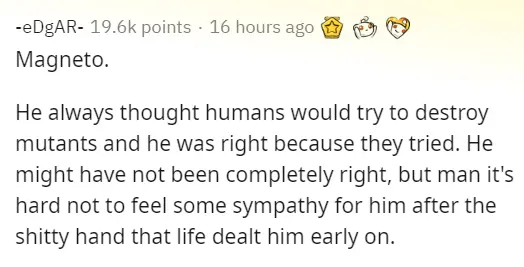 -eDgAR- 19.6k points · 16 hours ago
Magneto.
He always thought humans would try to destroy
mutants and he was right because they tried. He
might have not been completely right, but man it's
hard not to feel some sympathy for him after the
shitty hand that life dealt him early on.